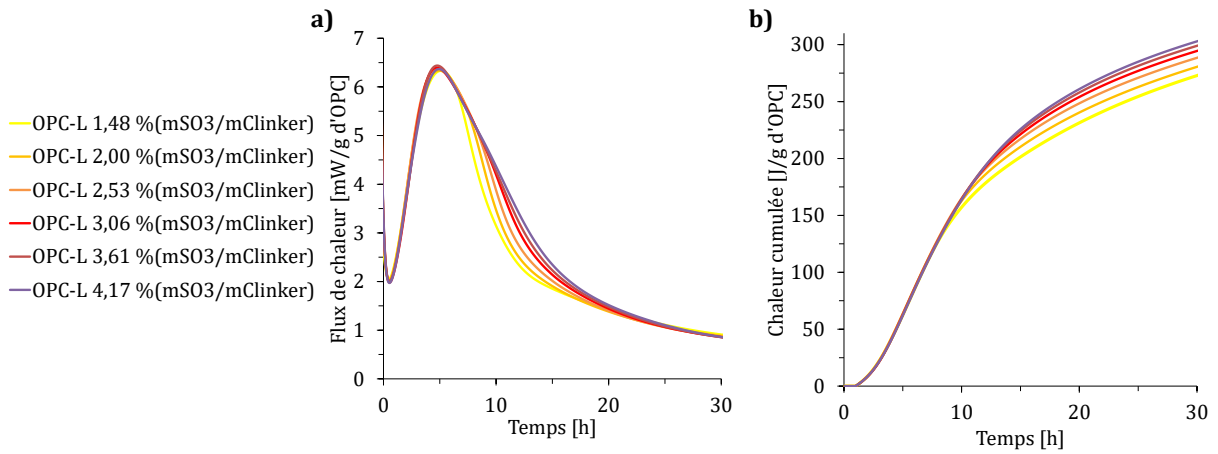 a)
b)
OPC-L 1,48 %(mSO3/mClinker)
OPC-L 2,00 %(mSO3/mClinker)
OPC-L 2,53 %(mSO3/mClinker)
OPC-L 3,06 %(mSO3/mClinker)
OPC-L 3,61 %(mSO3/mClinker)
OPC-L 4,17 %(mSO3/mClinker)
Flux de chaleur [mW/g d'OPC]
7
6
5
4
3
2
1
0
0
10
20
30
Temps [h]
Chaleur cumulée [J/g d'OPC]
300
250
200
150
100
50
0
0
10
20
30
Temps [h]